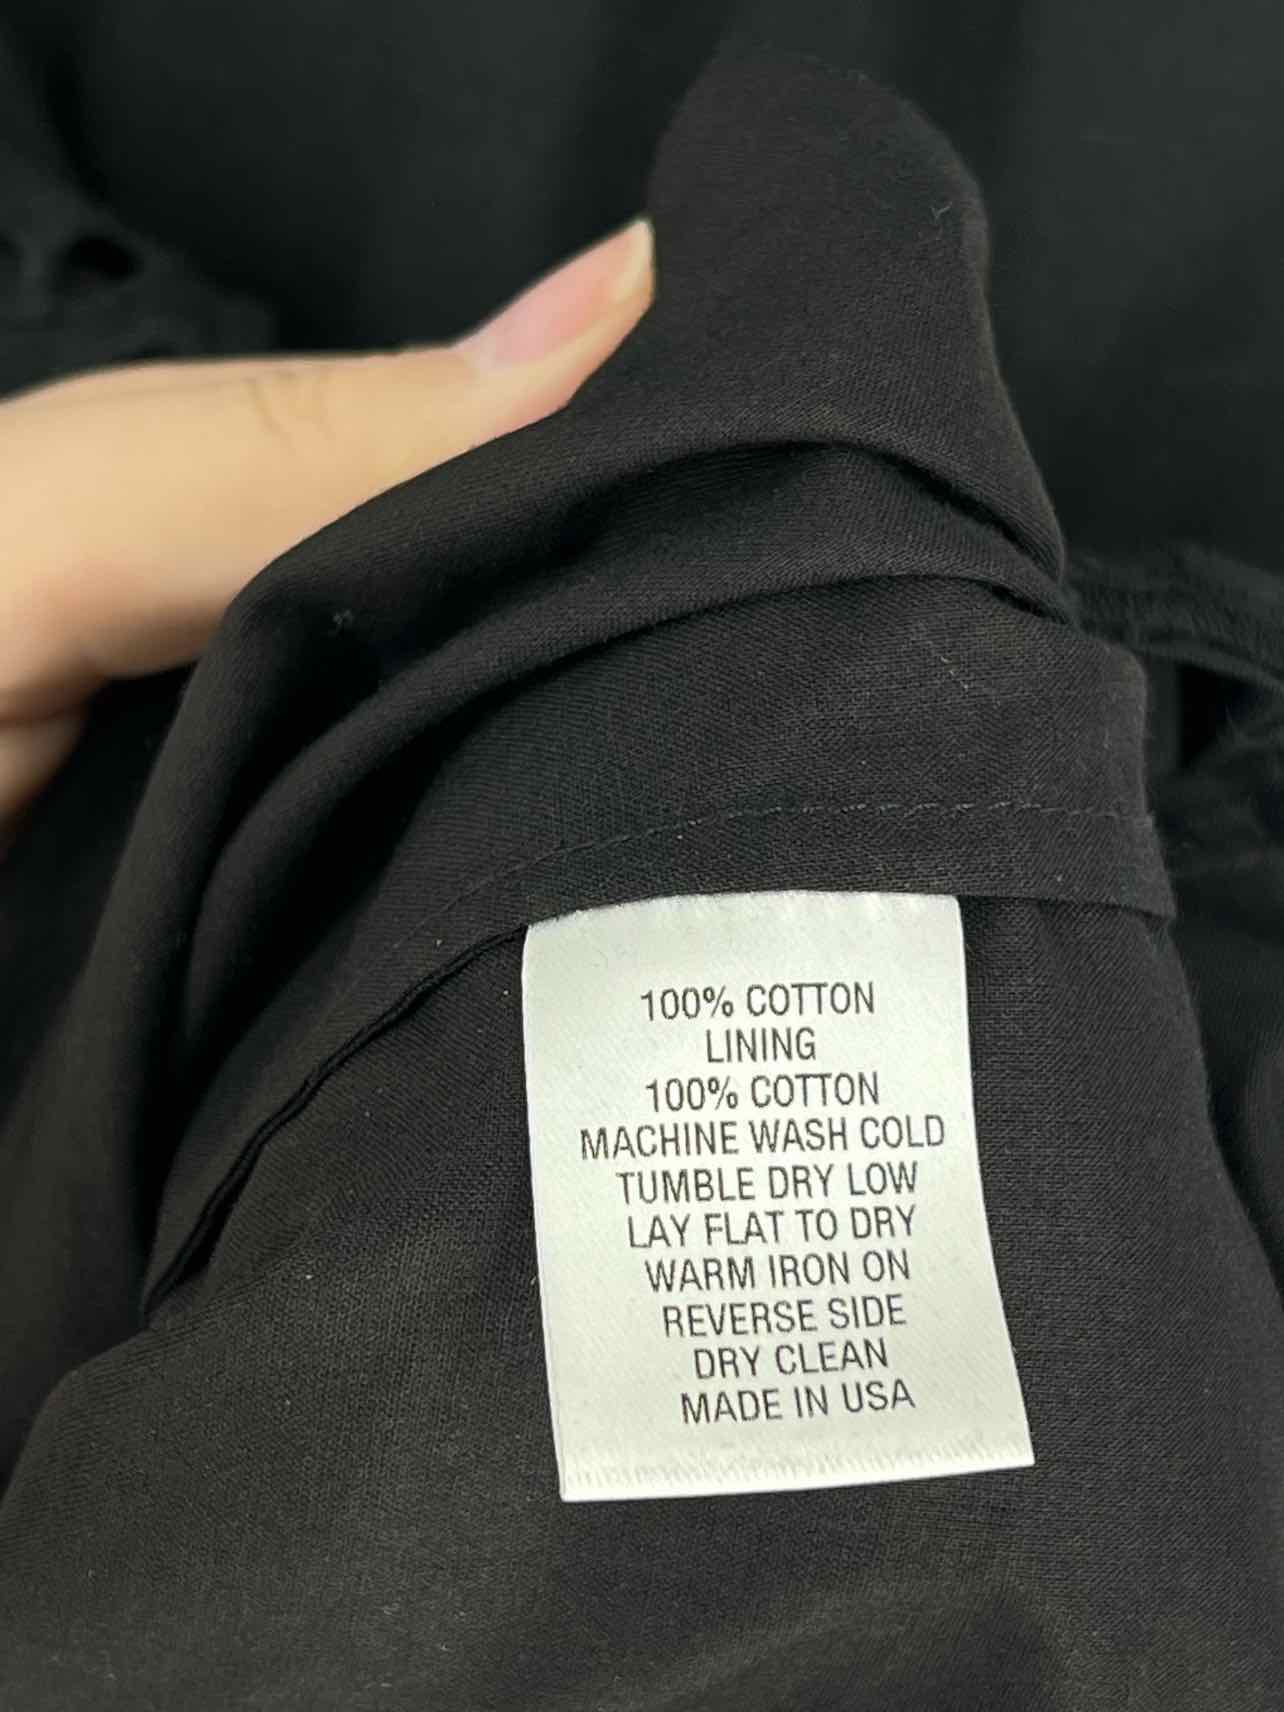 100% COTTON
LINING
100% COTTON
MACHINE WASH COLD
TUMBLE DRY LOW
LAY FLAT TO DRY
WARM IRON ON
REVERSE SIDE
DRY CLEAN
MADE IN USA